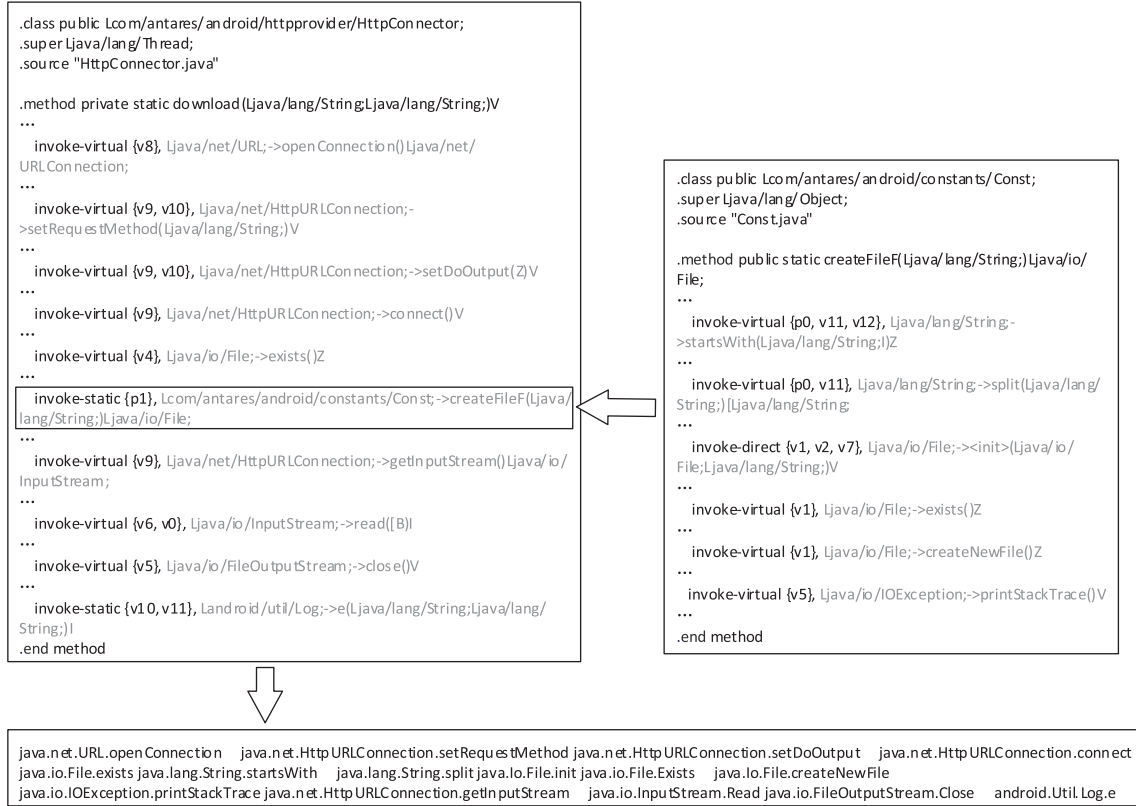 .class public Lcom/antares/android/httpprovider/HttpConnector;
.super Ljava/lang/Thread;
.source "HttpConnector.java"
.method private static download(Ljava/lang/String;Ljava/lang/String;)V
...
invoke-virtual {v8}, Ljava/net/URL;->openConnection()Ljava/net/
URLConnection;
...
invoke-virtual {v9, v10}, Ljava/net/HttpURLConnection;-
>setRequestMethod(Ljava/lang/String;)V
...
invoke-virtual {v9, v10}, Ljava/net/HttpURLConnection;->setDoOutput(Z)V
...
invoke-virtual {v9}, Ljava/net/HttpURLConnection;->connect()V
...
invoke-virtual {v4}, Ljava/io/File;->exists()Z
...
invoke-static {p1}, Lcom/antares/android/constants/Const;->createFileF(Ljava/
lang/String;)Ljava/io/File;
...
invoke-virtual {v9}, Ljava/net/HttpURLConnection;->getInputStream()Ljava/io/
InputStream;
...
invoke-virtual {v6, v0}, Ljava/io/InputStream;->read([B)I
...
invoke-virtual {v5}, Ljava/io/FileOutputStream;->close()V
...
invoke-static {v10, v11}, Landroid/util/Log;->e(Ljava/lang/String;Ljava/lang/
String;)I
.end method
.class public Lcom/antares/android/constants/Const;
.super Ljava/lang/Object;
.source "Const.java"
.method public static createFileF(Ljava/lang/String;)Ljava/io/
File;
...
invoke-virtual {p0, v11, v12}, Ljava/lang/String;-
>startsWith(Ljava/lang/String;I)Z
...
invoke-virtual {p0, v11}, Ljava/lang/String;->split(Ljava/lang/
String;)[Ljava/lang/String;
...
invoke-direct {v1, v2, v7}, Ljava/io/File;-><init>(Ljava/io/
File;Ljava/lang/String;)V
...
invoke-virtual {v1}, Ljava/io/File;->exists()Z
...
invoke-virtual {v1}, Ljava/io/File;->createNewFile()Z
...
invoke-virtual {v5}, Ljava/io/IOException;->printStackTrace()V
...
.end method
java.net.URL.openConnection java.net.HttpURLConnection.setRequestMethod java.net.HttpURLConnection.setDoOutput java.net.HttpURLConnection.connect
java.io.File.exists java.lang.String.startsWith java.lang.String.split java.Io.File.init java.io.File.Exists java.Io.File.createNewFile
java.io.IOException.printStackTrace java.net.HttpURLConnection.getInputStream java.io.InputStream.Read java.io.FileOutputStream.Close android.Util.Log.e